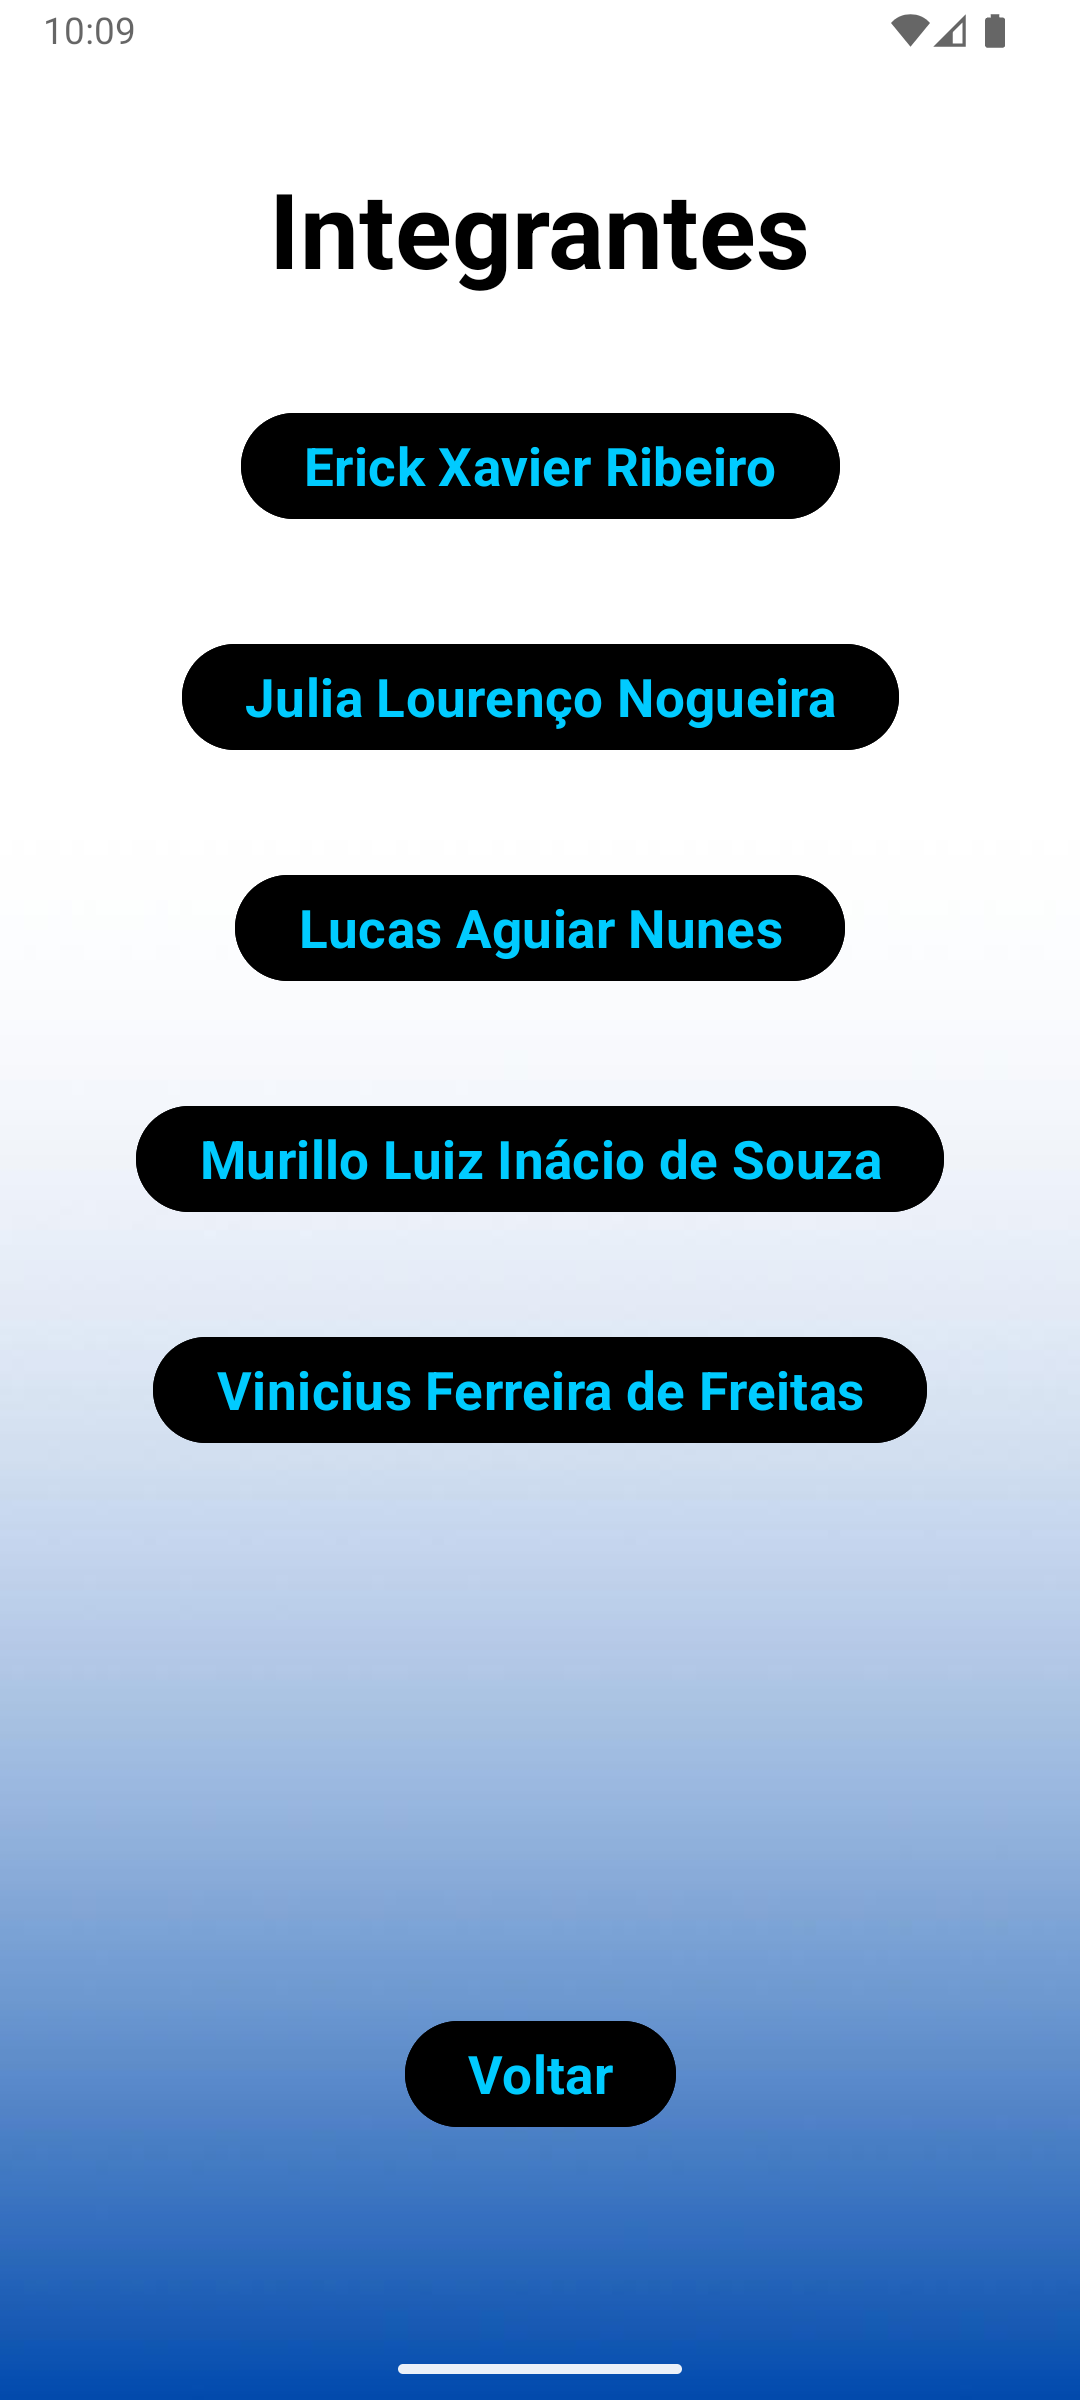 10:09
Integrantes
Erick Xavier Ribeiro
Julia Lourenço Nogueira
Lucas Aguiar Nunes
Murillo Luiz Inácio de Souza
Vinicius Ferreira de Freitas
Voltar